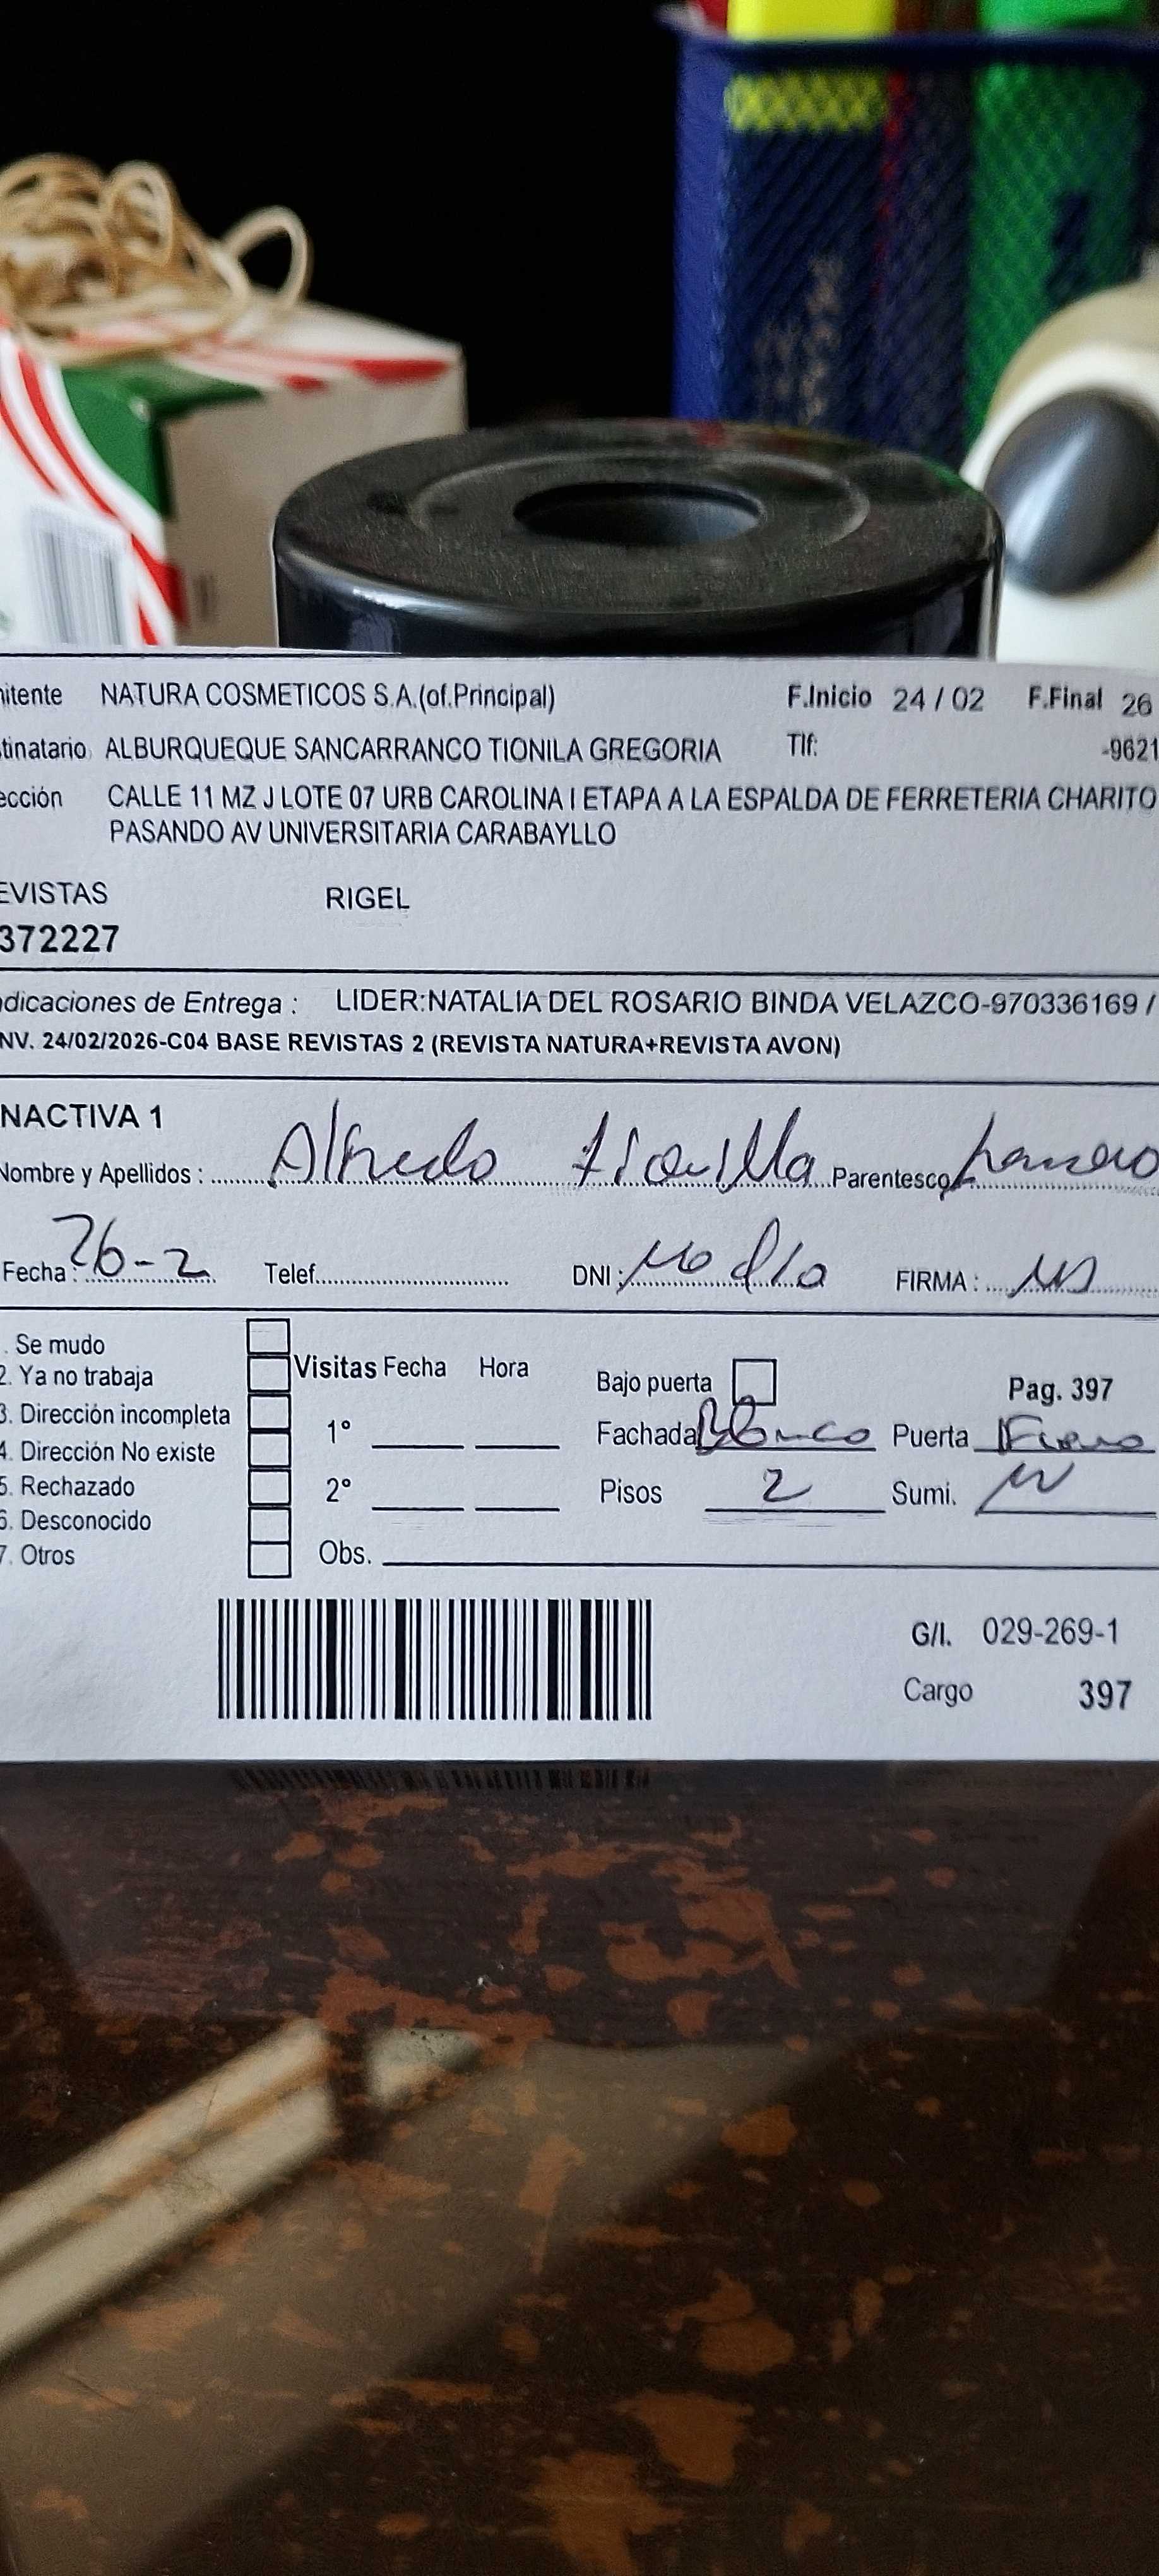 itente NATURA COSMETICOS S.A.(of.Principal) F.Inicio 24 / 02 F.Final 26
tinatario ALBURQUEQUE SANCARRANCO TIONILA GREGORIA Tlf: -9621
ección CALLE 11 MZ J LOTE 07 URB CAROLINA I ETAPA A LA ESPALDA DE FERRETERIA CHARITO
PASANDO AV UNIVERSITARIA CARABAYLLO
EVISTAS RIGEL
372227
dicaciones de Entrega : LIDER:NATALIA DEL ROSARIO BINDA VELAZCO-970336169 /
NV. 24/02/2026-C04 BASE REVISTAS 2 (REVISTA NATURA+REVISTA AVON)
NACTIVA 1
Nombre y Apellidos : Alfredo Parentesco
Fecha : 26-2 Telef. DNI : no dio FIRMA :
. Se mudo
2. Ya no trabaja Visitas Fecha Hora Bajo puerta Pag. 397
3. Dirección incompleta 1° Fachada Blanco Puerta Fierro
4. Dirección No existe
5. Rechazado 2° Pisos 2 Sumi.
6. Desconocido
7. Otros Obs.
G/I. 029-269-1
Cargo 397